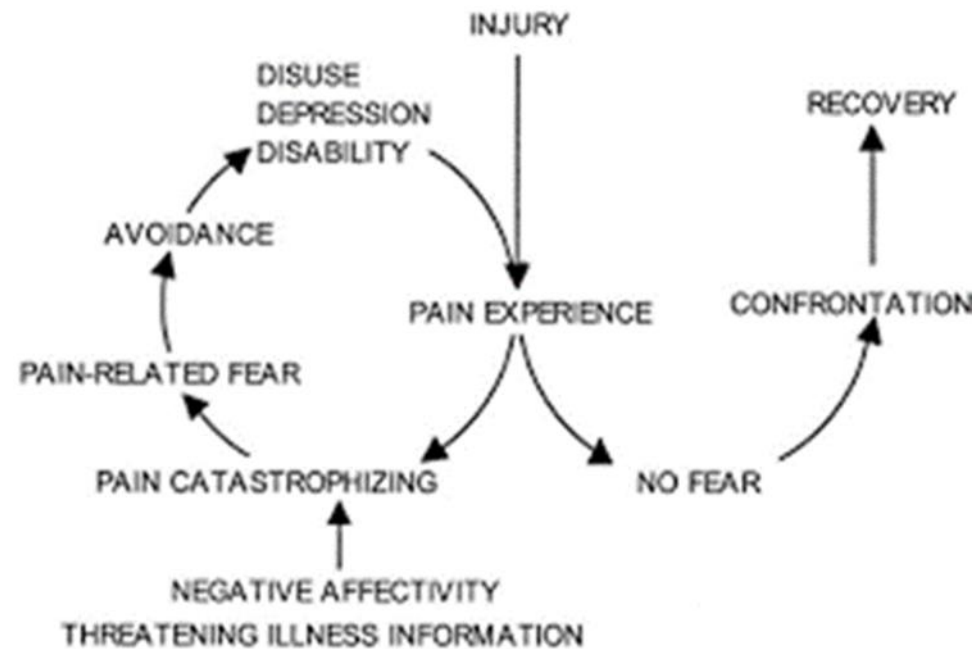 INJURY
DISUSE
DEPRESSION
DISABILITY
RECOVERY
AVOIDANCE
PAIN EXPERIENCE
CONFRONTATION
PAIN-RELATED FEAR
PAIN CATASTROPHIZING
NO FEAR
NEGATIVE AFFECTIVITY
THREATENING ILLNESS INFORMATION